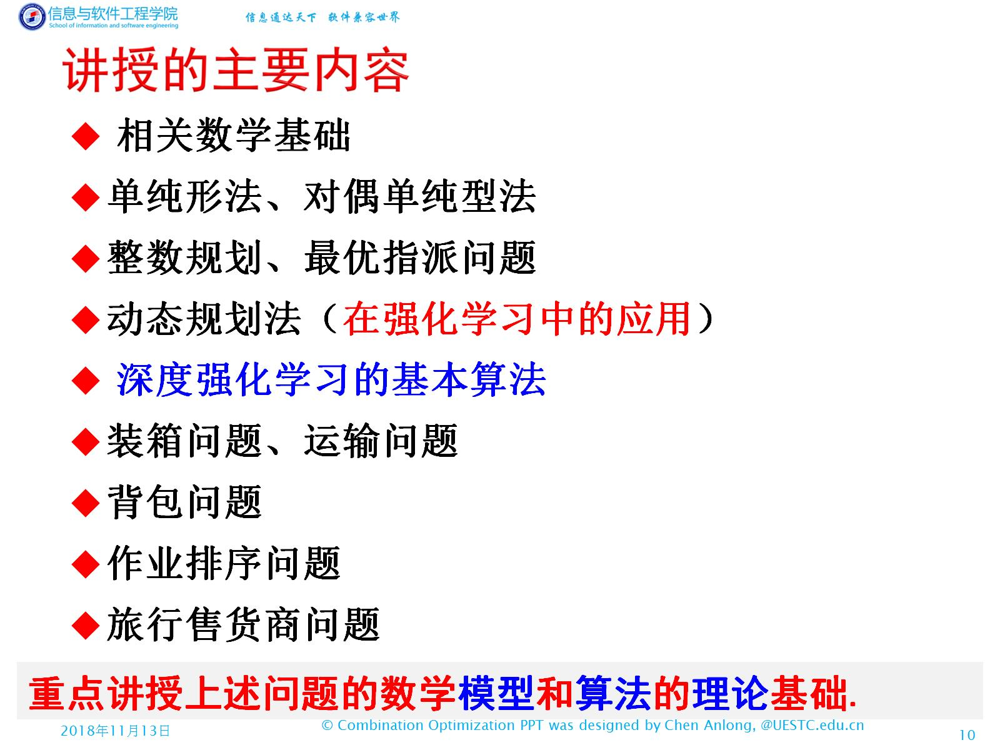 信息与软件工程学院
School of information and software engineering
信息通达天下 软件兼容世界
讲授的主要内容
相关数学基础
单纯形法、对偶单纯型法
整数规划、最优指派问题
动态规划法（在强化学习中的应用）
深度强化学习的基本算法
装箱问题、运输问题
背包问题
作业排序问题
旅行售货商问题
重点讲授上述问题的数学模型和算法的理论基础.
2018年11月13日
© Combination Optimization PPT was designed by Chen Anlong, @UESTC.edu.cn
10